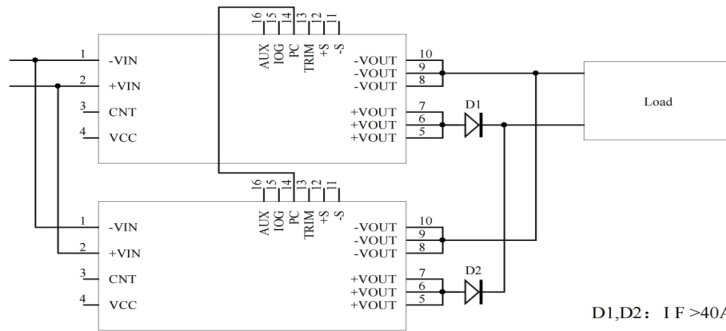 16 15 14 13 12 11
AUX IOG PC TRIM +S -S
1 -VIN
2 +VIN
3 CNT
4 VCC
-VOUT 10
-VOUT 9
-VOUT 8
+VOUT 7
+VOUT 6
+VOUT 5
D1
Load
16 15 14 13 12 11
AUX IOG PC TRIM +S -S
1 -VIN
2 +VIN
3 CNT
4 VCC
-VOUT 10
-VOUT 9
-VOUT 8
+VOUT 7
+VOUT 6
+VOUT 5
D2
D1,D2: I F >40A